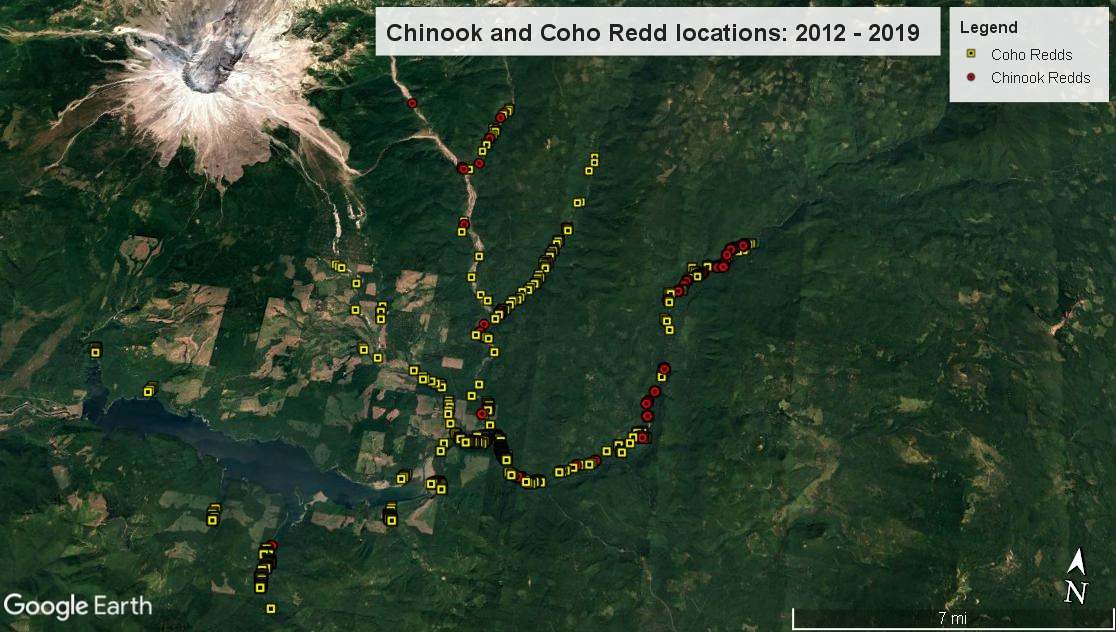 Chinook and Coho Redd locations: 2012 - 2019
Legend
Coho Redds
Chinook Redds
Google Earth
N
7 mi